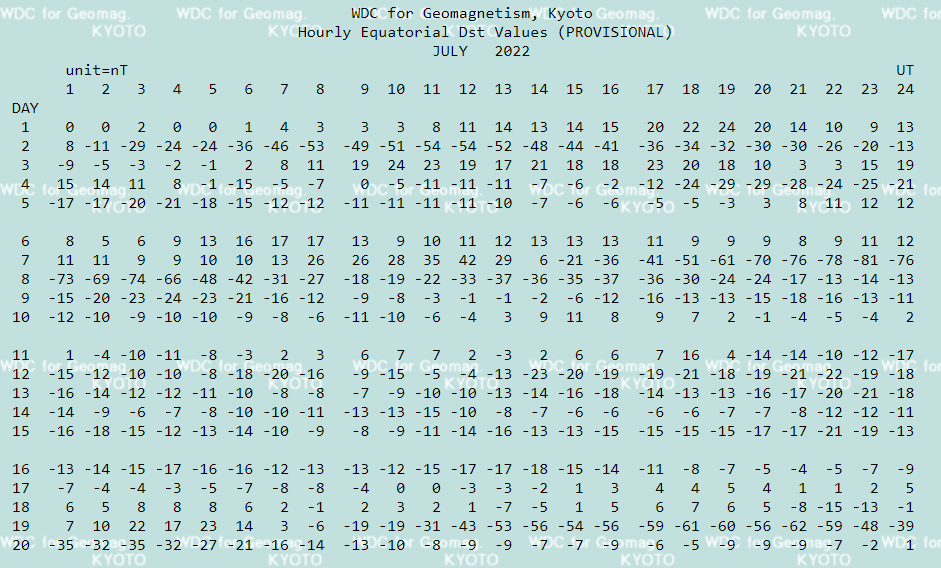 WDC for Geomagnetism, Kyoto
Hourly Equatorial Dst Values (PROVISIONAL)
JULY   2022
unit=nT UT
1 2 3 4 5 6 7 8 9 10 11 12 13 14 15 16 17 18 19 20 21 22 23 24
DAY
1 0 0 2 0 0 1 4 3 3 3 8 11 14 13 14 15 20 22 24 20 14 10 9 13
2 8 -11 -29 -24 -24 -36 -46 -53 -49 -51 -54 -54 -52 -48 -44 -41 -36 -34 -32 -30 -30 -26 -20 -13
3 -9 -5 -3 -2 -1 2 8 11 19 24 23 19 17 21 18 18 23 20 18 10 3 3 15 19
4 15 14 11 8 -1 -15 -5 -7 0 -5 -11 -11 -11 -7 -6 -2 -12 -24 -29 -29 -28 -24 -25 -21
5 -17 -17 -20 -21 -18 -15 -12 -12 -11 -11 -11 -11 -10 -7 -6 -6 -5 -5 -3 3 8 11 12 12
6 8 5 6 9 13 16 17 17 13 9 10 11 12 13 13 13 11 9 9 9 8 9 11 12
7 11 11 9 9 10 10 13 26 26 28 35 42 29 6 -21 -36 -41 -51 -61 -70 -76 -78 -81 -76
8 -73 -69 -74 -66 -48 -42 -31 -27 -18 -19 -22 -33 -37 -36 -35 -37 -36 -30 -24 -24 -17 -13 -14 -13
9 -15 -20 -23 -24 -23 -21 -16 -12 -9 -8 -3 -1 -1 -2 -6 -12 -16 -13 -13 -15 -18 -16 -13 -11
10 -12 -10 -9 -10 -10 -9 -8 -6 -11 -10 -6 -4 3 9 11 8 9 7 2 -1 -4 -5 -4 2
11 1 -4 -10 -11 -8 -3 2 3 6 7 7 2 -3 2 6 6 7 16 4 -14 -14 -10 -12 -17
12 -15 -12 -10 -10 -8 -18 -20 -16 -9 -15 -5 -4 -13 -23 -20 -19 -19 -21 -18 -19 -21 -22 -19 -18
13 -16 -14 -12 -12 -11 -10 -8 -8 -7 -9 -10 -10 -13 -14 -16 -18 -14 -13 -13 -16 -17 -20 -21 -18
14 -14 -9 -6 -7 -8 -10 -10 -11 -13 -13 -15 -10 -8 -7 -6 -6 -6 -6 -7 -7 -8 -12 -12 -11
15 -16 -18 -15 -12 -13 -14 -10 -9 -8 -9 -11 -14 -16 -13 -13 -15 -15 -15 -15 -17 -17 -21 -19 -13
16 -13 -14 -15 -17 -16 -16 -12 -13 -13 -12 -15 -17 -17 -18 -15 -14 -11 -8 -7 -5 -4 -5 -7 -9
17 -7 -4 -4 -3 -5 -7 -8 -8 -4 0 0 -3 -3 -2 1 3 4 4 5 4 1 1 2 5
18 6 5 8 8 8 6 2 -1 2 3 2 1 -7 -5 1 5 6 7 6 5 -8 -15 -13 -1
19 7 10 22 17 23 14 3 -6 -19 -19 -31 -43 -53 -56 -54 -56 -59 -61 -60 -56 -62 -59 -48 -39
20 -35 -32 -35 -32 -27 -21 -16 -14 -13 -10 -8 -9 -9 -7 -7 -9 -6 -5 -9 -9 -9 -7 -2 1